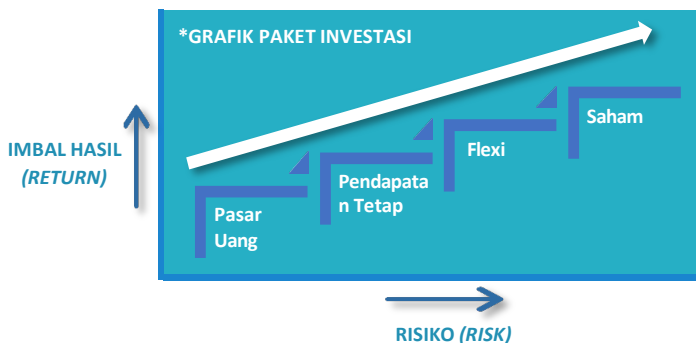 *GRAFIK PAKET INVESTASI
IMBAL HASIL
(RETURN)
Saham
Flexi
Pendapata
n Tetap
Pasar
Uang
RISIKO (RISK)